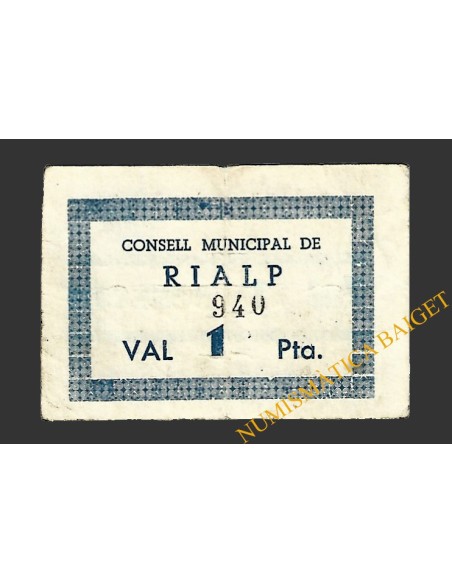 CONSELL MUNICIPAL DE
RIALP
940
VAL 1 Pta.
NUMISMÀTICA BAIGET